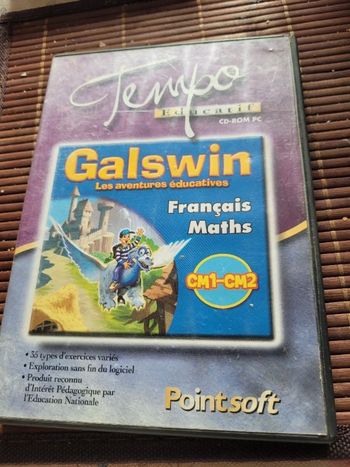 Tempo
Educatif
CD-ROM PC
Galswin
Les aventures éducatives
Français
Maths
CM1-CM2
• 35 types d'exercices variés
• Exploration sans fin du logiciel
• Produit reconnu
d'Intérêt Pédagogique par
l'Education Nationale
Pointsoft